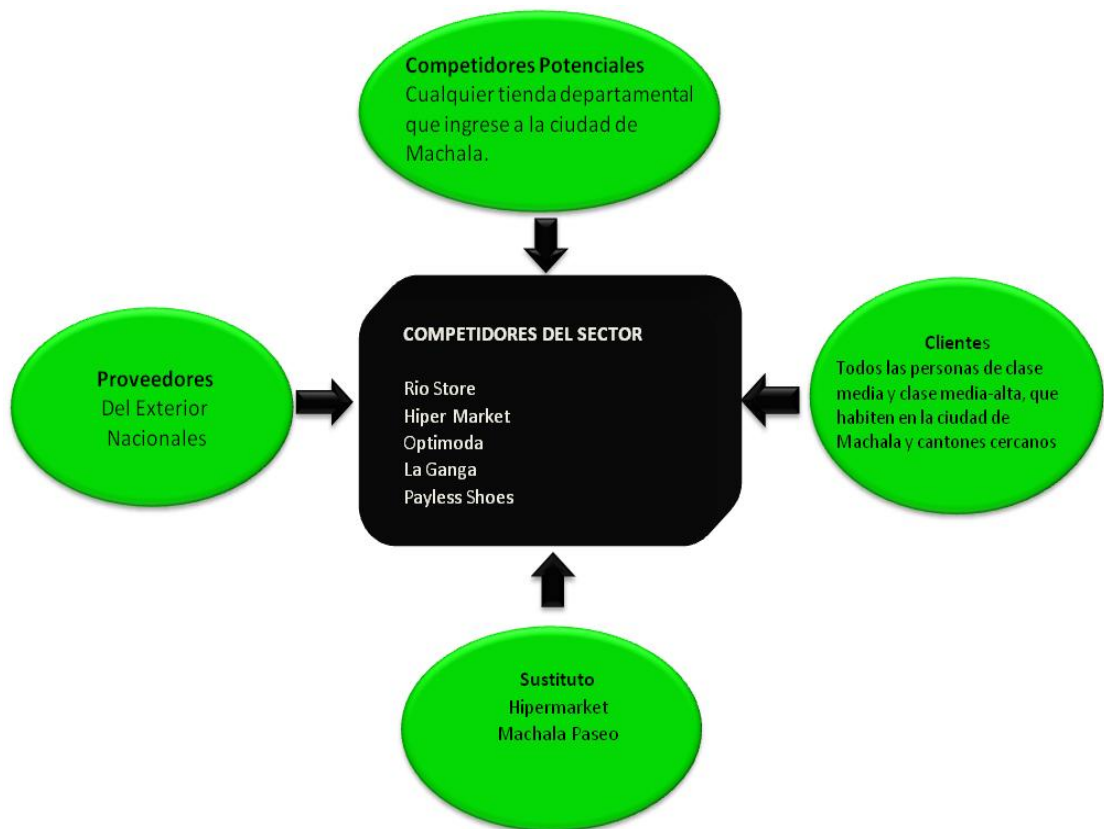 Competidores Potenciales
Cualquier tienda departamental
que ingrese a la ciudad de
Machala.
Proveedores
Del Exterior
Nacionales
COMPETIDORES DEL SECTOR
Rio Store
Hiper Market
Optimoda
La Ganga
Payless Shoes
Clientes
Todos las personas de clase
media y clase media-alta, que
habiten en la ciudad de
Machala y cantones cercanos
Sustituto
Hipermarket
Machala Paseo